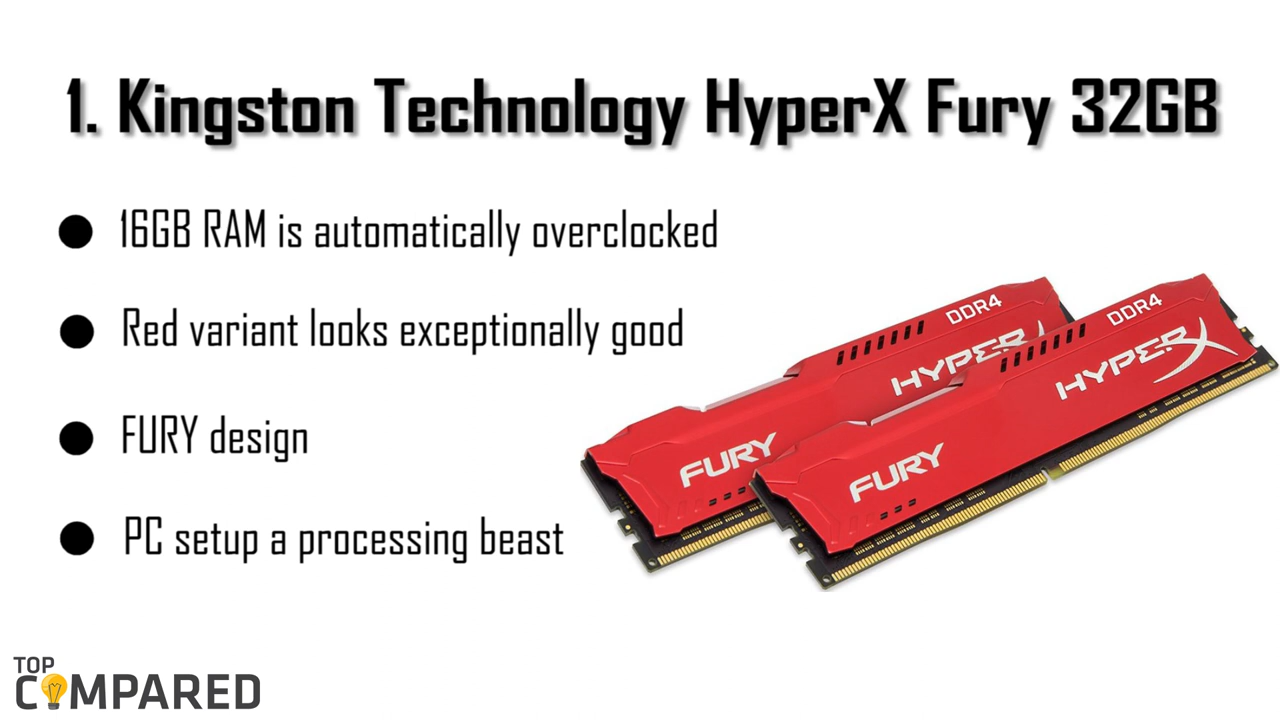 1. Kingston Technology HyperX Fury 32GB
● 16GB RAM is automatically overclocked
● Red variant looks exceptionally good
● FURY design
● PC setup a processing beast
DDR4
HYPERX
FURY
DDR4
HYPERX
FURY
TOP
COMPARED